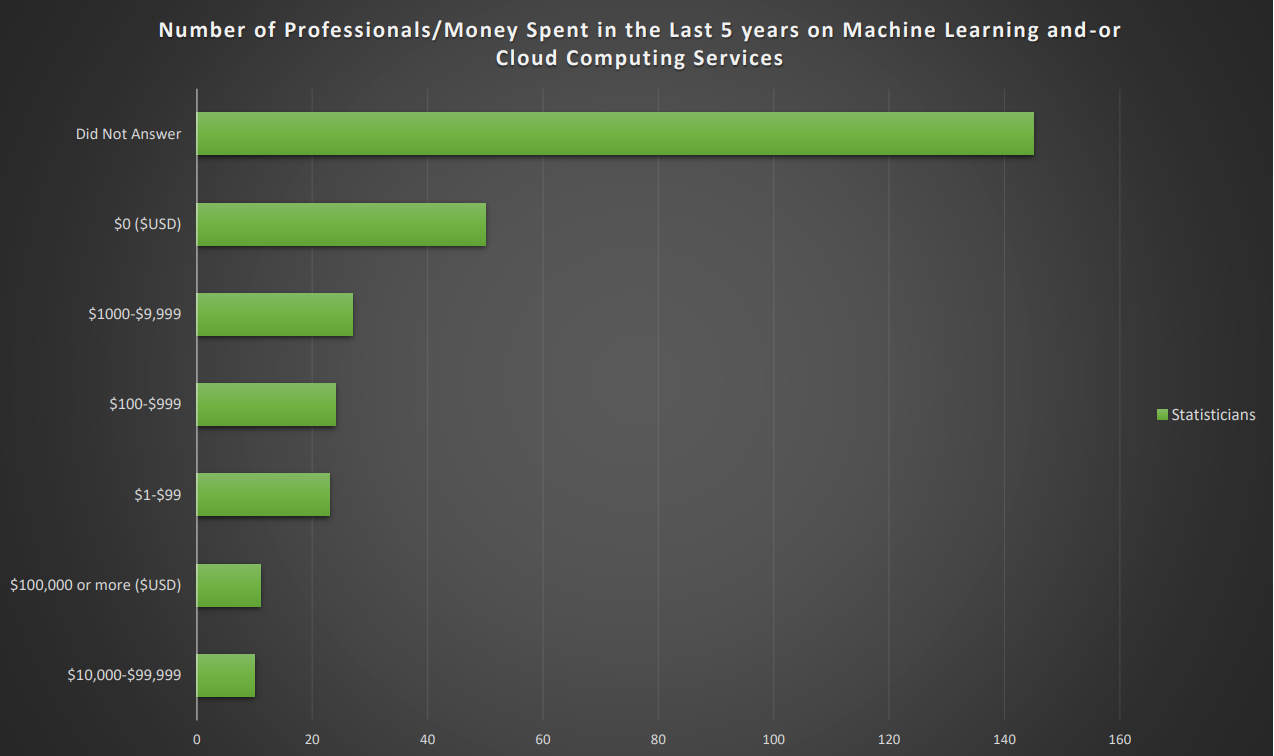 Number of Professionals/Money Spent in the Last 5 years on Machine Learning and-or
Cloud Computing Services
Did Not Answer
$0 ($USD)
$1000-$9,999
$100-$999
$1-$99
$100,000 or more ($USD)
$10,000-$99,999
Statisticians
0 20 40 60 80 100 120 140 160